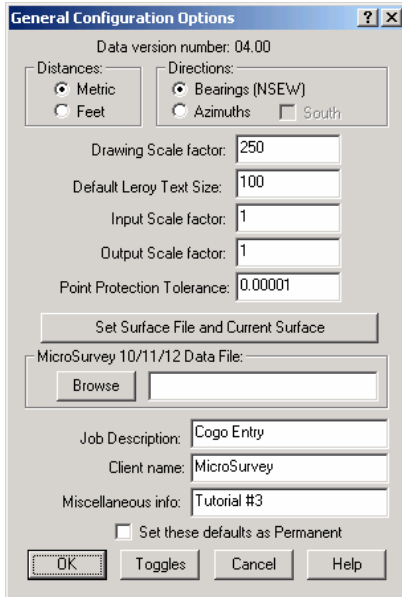 General Configuration Options
Data version number: 04.00
Distances:
Metric
Feet
Directions:
Bearings (NSEW)
Azimuths
South
Drawing Scale factor: 250
Default Leroy Text Size: 100
Input Scale factor: 1
Output Scale factor: 1
Point Protection Tolerance: 0.00001
Set Surface File and Current Surface
MicroSurvey 10/11/12 Data File:
Browse
Job Description: Cogo Entry
Client name: MicroSurvey
Miscellaneous info: Tutorial #3
Set these defaults as Permanent
OK Toggles Cancel Help